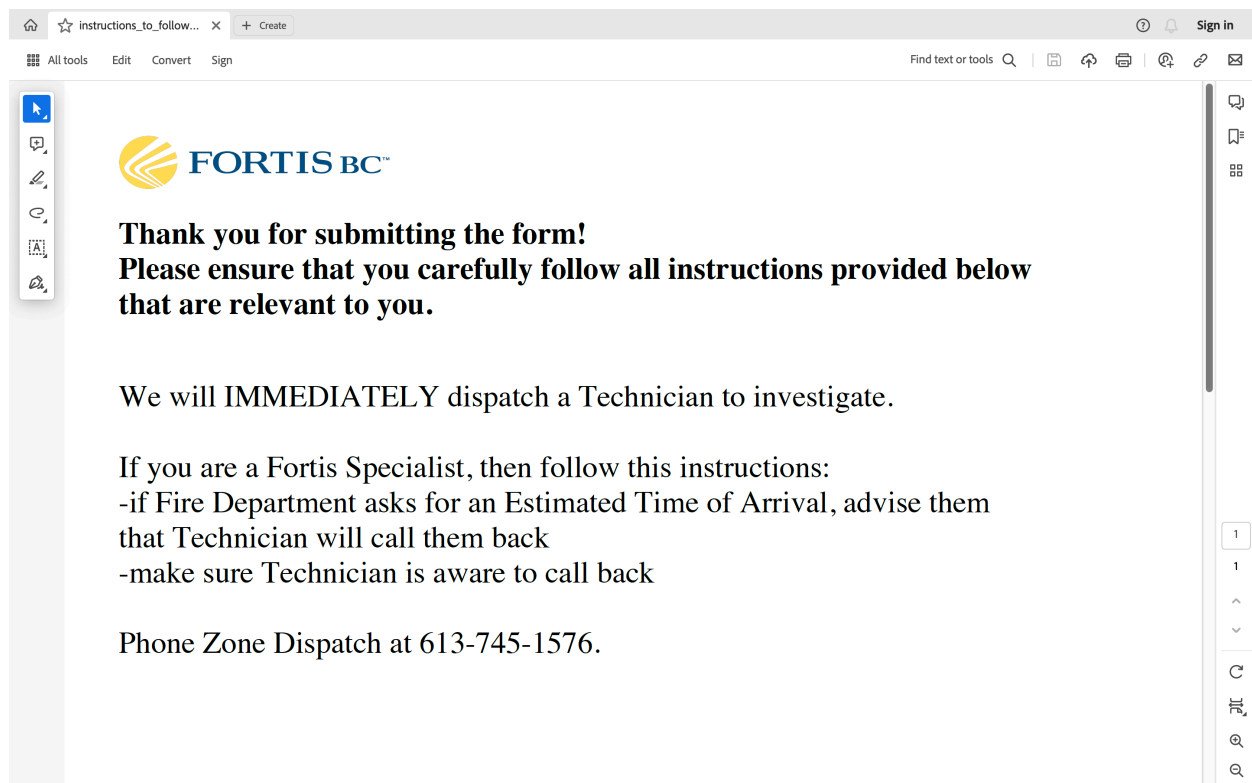 instructions_to_follow...
+ Create
Sign in
All tools
Edit
Convert
Sign
Find text or tools
FORTIS BC™
Thank you for submitting the form!
Please ensure that you carefully follow all instructions provided below
that are relevant to you.
We will IMMEDIATELY dispatch a Technician to investigate.
If you are a Fortis Specialist, then follow this instructions:
-if Fire Department asks for an Estimated Time of Arrival, advise them
that Technician will call them back
-make sure Technician is aware to call back
Phone Zone Dispatch at 613-745-1576.
1
1